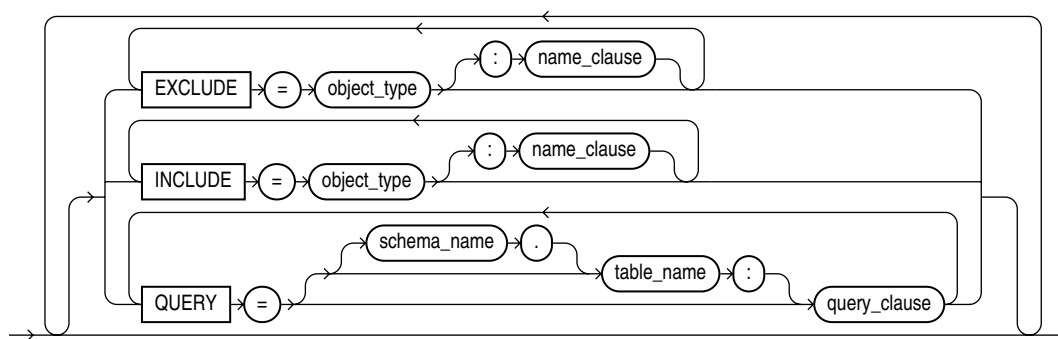 : name_clause
EXCLUDE = object_type
: name_clause
INCLUDE = object_type
schema_name .
table_name :
QUERY = query_clause